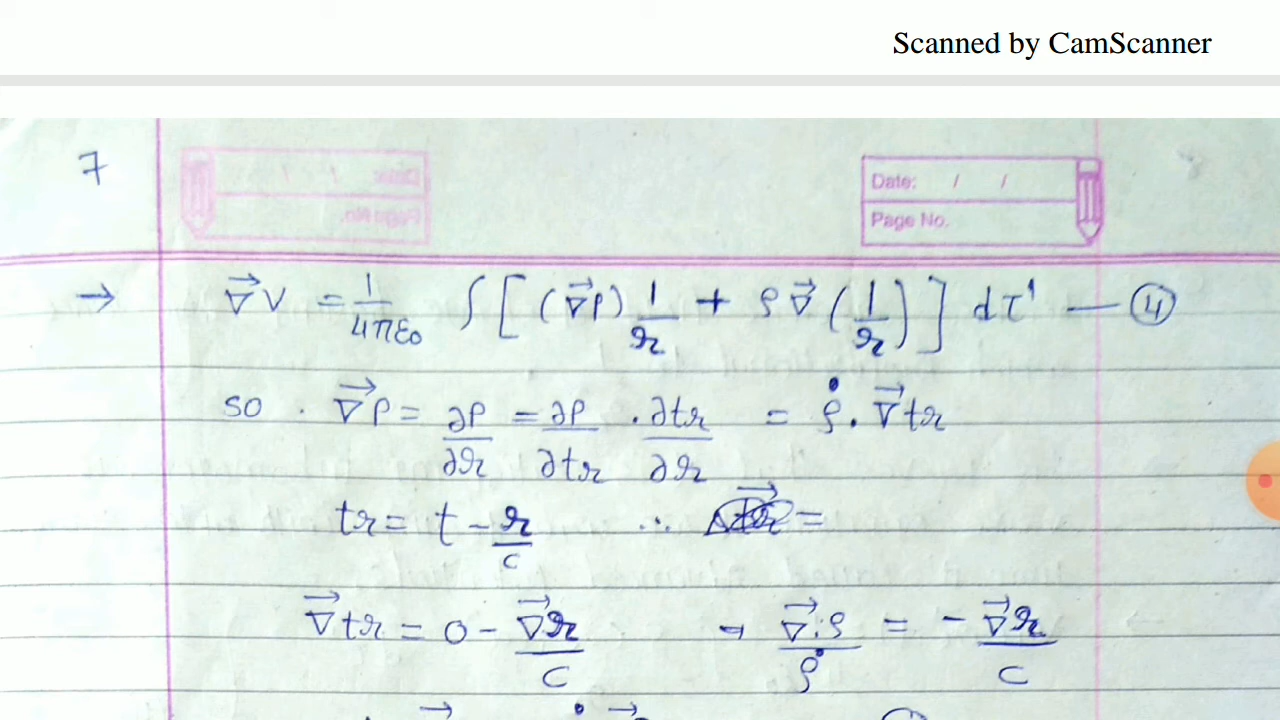 Scanned by CamScanner
7
Date: / /
Page No.
→ ∇⃗V = 1/4πε₀ ∫ [ (∇⃗ρ) 1/r + ρ ∇⃗ (1/r) ] dτ' — ④
so . ∇⃗ρ = ∂ρ/∂r = ∂ρ/∂tr . ∂tr/∂r = ρ̇ . ∇⃗tr
tr = t - r/c ∴ =
∇⃗tr = 0 - ∇⃗r/c → ∇⃗.ρ/ρ̇ = - ∇⃗r/c